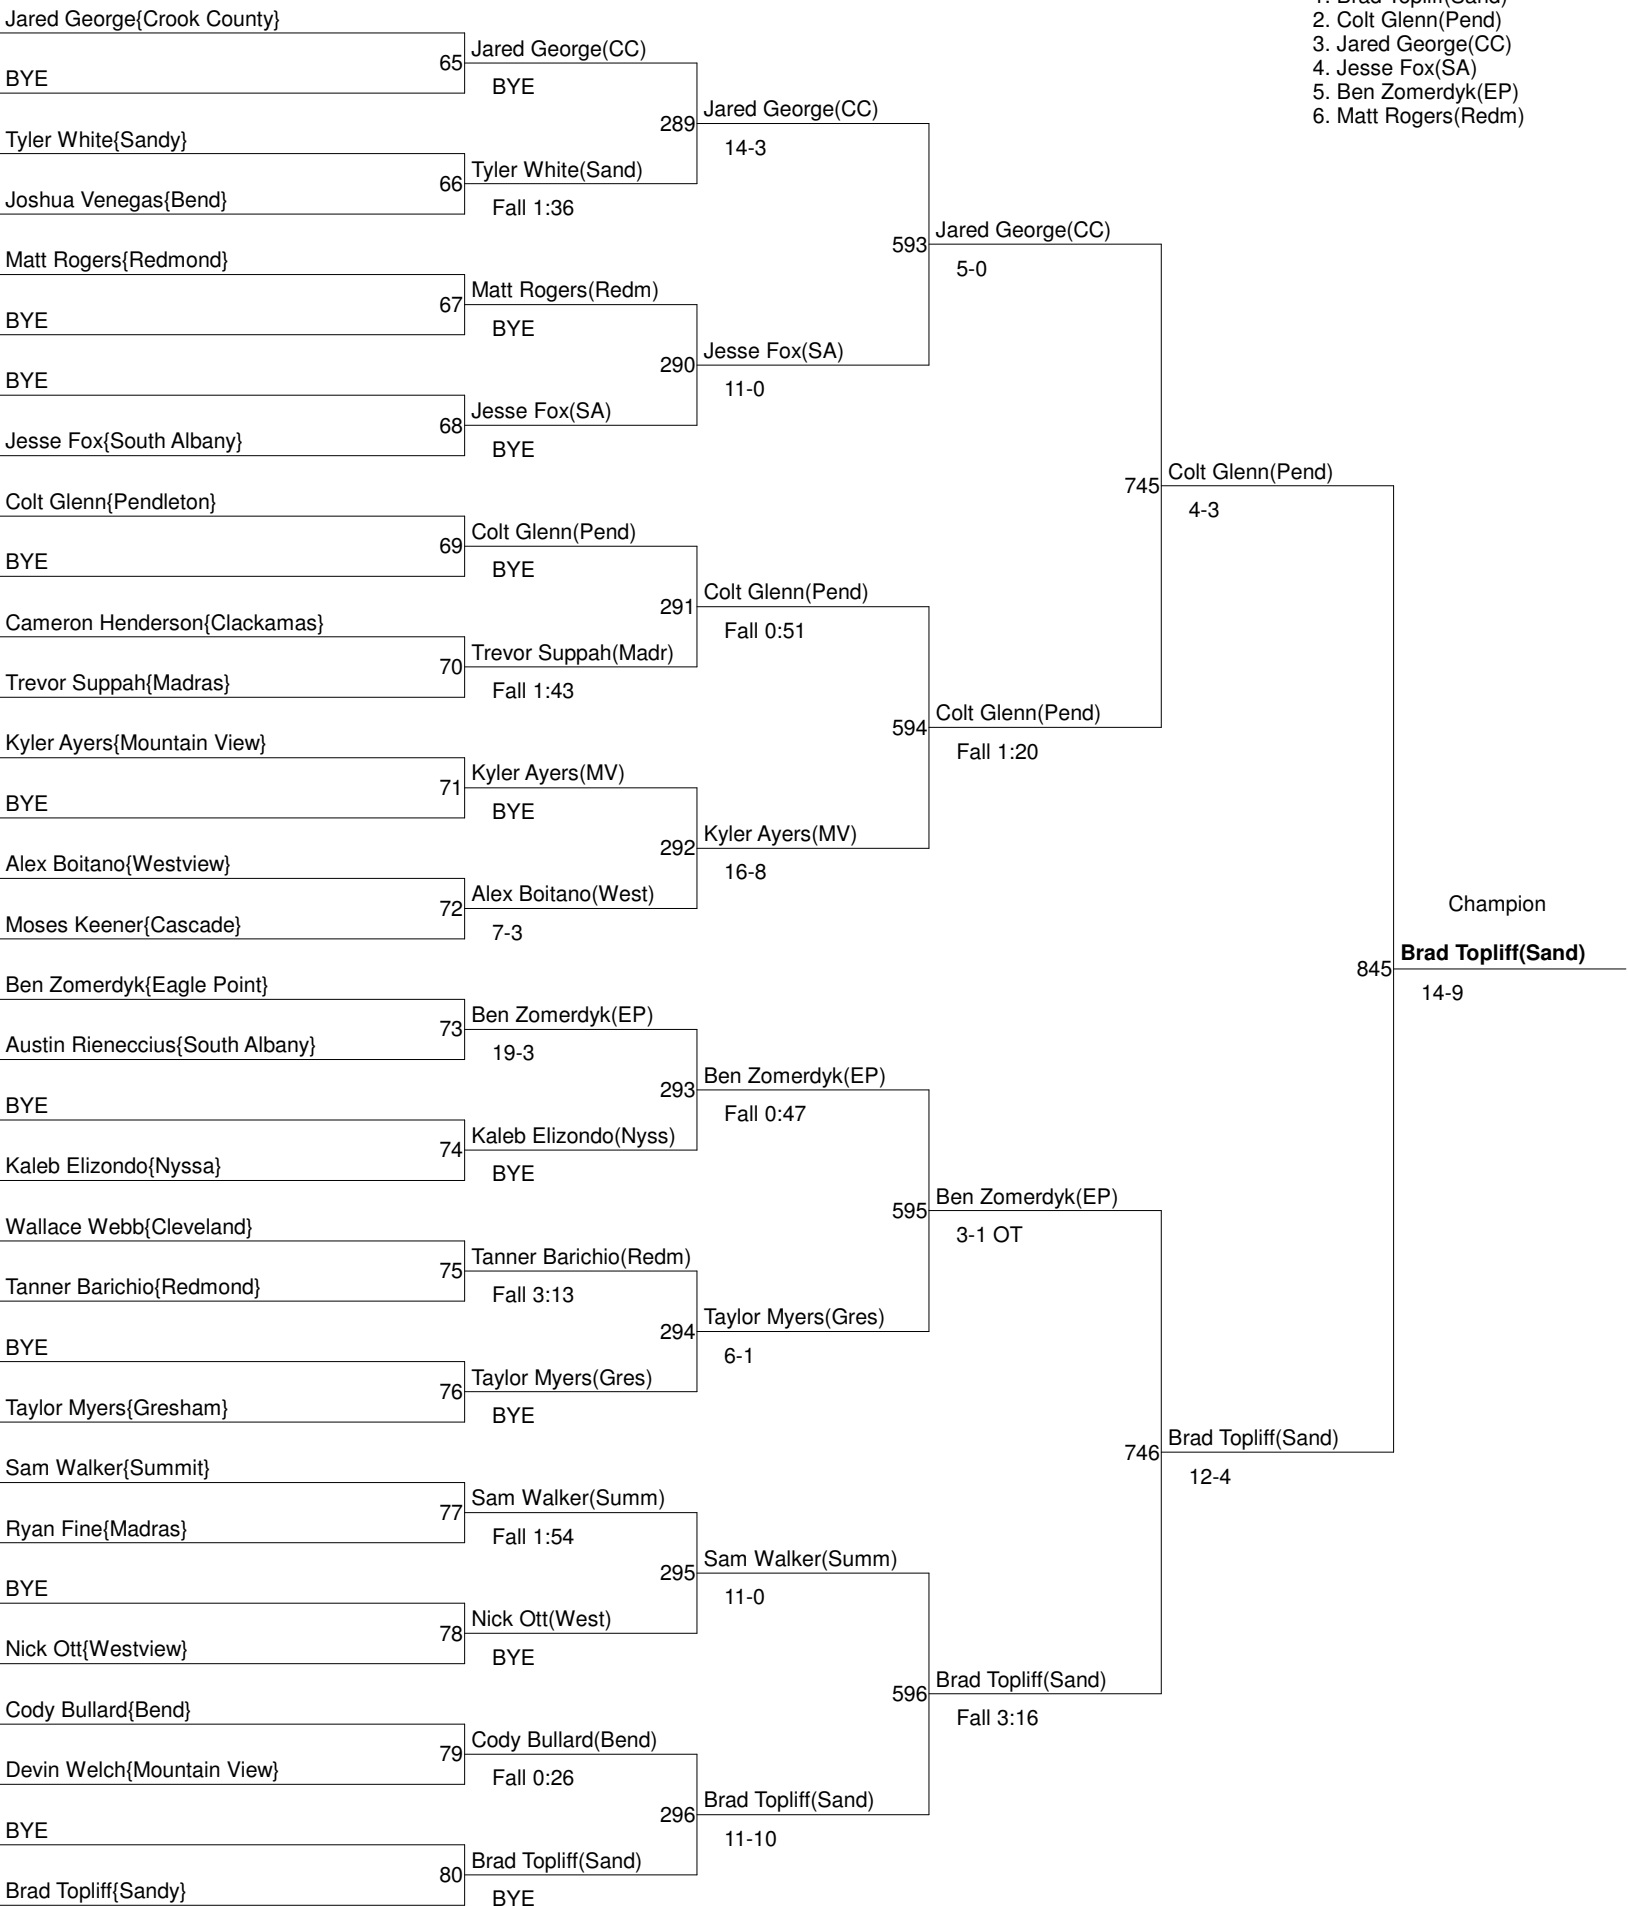 1. Brad Topliff(Sand)
2. Colt Glenn(Pend)
3. Jared George(CC)
4. Jesse Fox(SA)
5. Ben Zomerdyk(EP)
6. Matt Rogers(Redm)
Jared George{Crook County}
BYE
Tyler White{Sandy}
Joshua Venegas{Bend}
Matt Rogers{Redmond}
BYE
BYE
Jesse Fox{South Albany}
Colt Glenn{Pendleton}
BYE
Cameron Henderson{Clackamas}
Trevor Suppah{Madras}
Kyler Ayers{Mountain View}
BYE
Alex Boitano{Westview}
Moses Keener{Cascade}
Ben Zomerdyk{Eagle Point}
Austin Rieneccius{South Albany}
BYE
Kaleb Elizondo{Nyssa}
Wallace Webb{Cleveland}
Tanner Barichio{Redmond}
BYE
Taylor Myers{Gresham}
Sam Walker{Summit}
Ryan Fine{Madras}
BYE
Nick Ott{Westview}
Cody Bullard{Bend}
Devin Welch{Mountain View}
BYE
Brad Topliff{Sandy}
65 Jared George(CC)
BYE
66 Tyler White(Sand)
Fall 1:36
67 Matt Rogers(Redm)
BYE
68 Jesse Fox(SA)
BYE
69 Colt Glenn(Pend)
BYE
70 Trevor Suppah(Madr)
Fall 1:43
71 Kyler Ayers(MV)
BYE
72 Alex Boitano(West)
7-3
73 Ben Zomerdyk(EP)
19-3
74 Kaleb Elizondo(Nyss)
BYE
75 Tanner Barichio(Redm)
Fall 3:13
76 Taylor Myers(Gres)
BYE
77 Sam Walker(Summ)
Fall 1:54
78 Nick Ott(West)
BYE
79 Cody Bullard(Bend)
Fall 0:26
80 Brad Topliff(Sand)
BYE
289 Jared George(CC)
14-3
290 Jesse Fox(SA)
11-0
291 Colt Glenn(Pend)
Fall 0:51
292 Kyler Ayers(MV)
16-8
293 Ben Zomerdyk(EP)
Fall 0:47
294 Taylor Myers(Gres)
6-1
295 Sam Walker(Summ)
11-0
296 Brad Topliff(Sand)
11-10
593 Jared George(CC)
5-0
594 Colt Glenn(Pend)
Fall 1:20
595 Ben Zomerdyk(EP)
3-1 OT
596 Brad Topliff(Sand)
Fall 3:16
745 Colt Glenn(Pend)
4-3
746 Brad Topliff(Sand)
12-4
Champion
845 Brad Topliff(Sand)
14-9